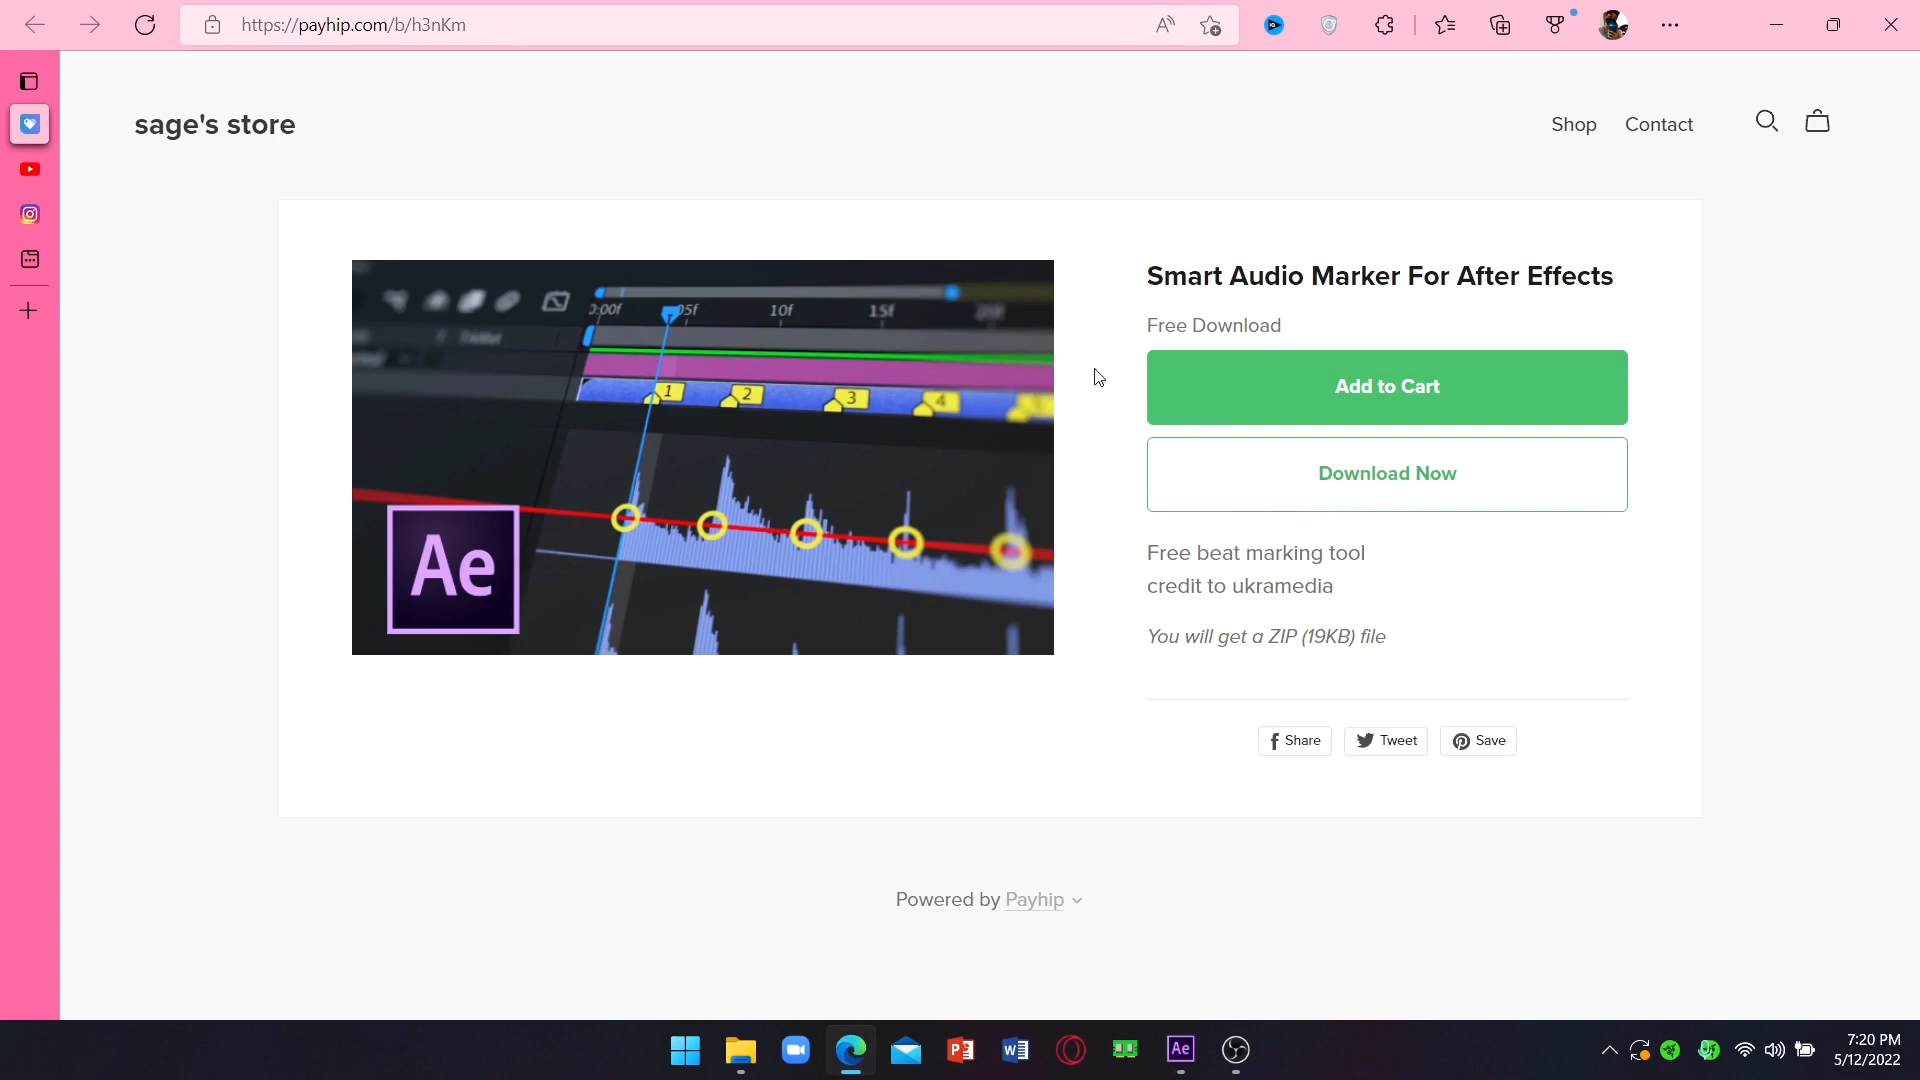 https://payhip.com/b/h3nKm
sage's store
Shop
Contact
Smart Audio Marker For After Effects
Free Download
Add to Cart
Download Now
Free beat marking tool
credit to ukramedia
You will get a ZIP (19KB) file
Share
Tweet
Save
05f
10f
15f
1
2
3
4
Ae
Powered by Payhip
Ae
7:20 PM
5/12/2022